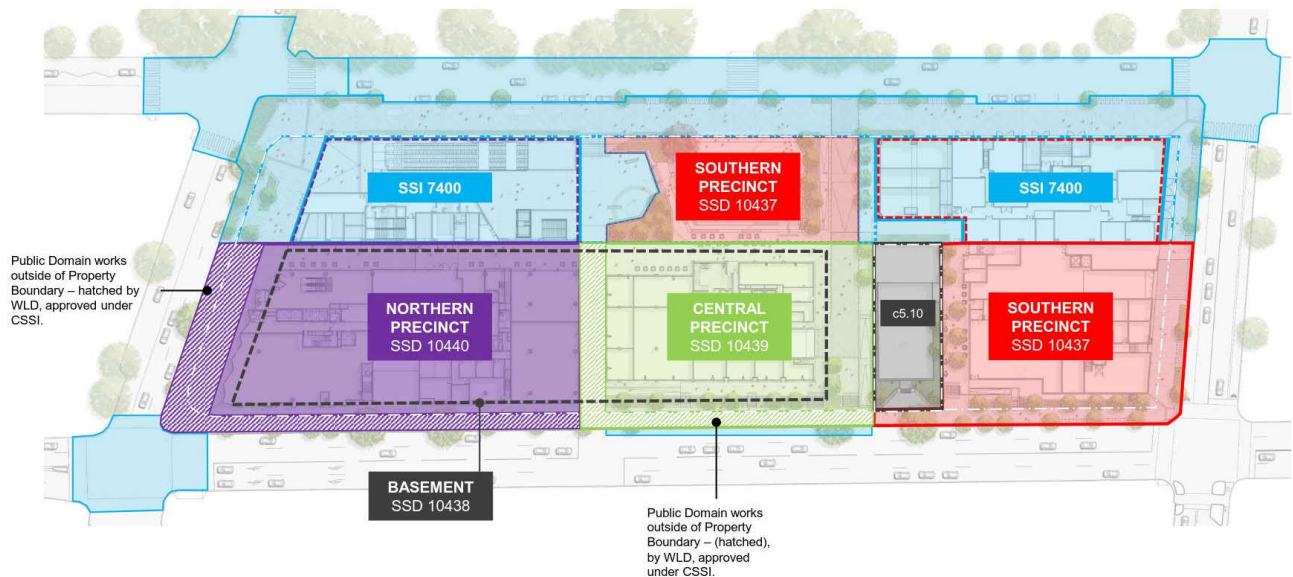 SSI 7400
SOUTHERN
PRECINCT
SSD 10437
SSI 7400
Public Domain works
outside of Property
Boundary – hatched by
WLD, approved under
CSSI.
NORTHERN
PRECINCT
SSD 10440
CENTRAL
PRECINCT
SSD 10439
c5.10
SOUTHERN
PRECINCT
SSD 10437
BASEMENT
SSD 10438
Public Domain works
outside of Property
Boundary – (hatched),
by WLD, approved
under CSSI.